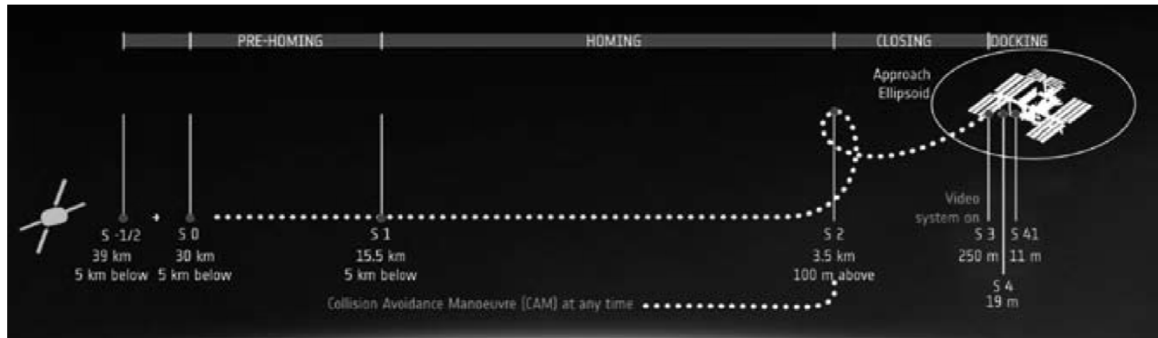 PRE-HOMING
HOMING
CLOSING
DOCKING
Approach
Ellipsoid
Video
system on
S -1/2
39 km
5 km below
S 0
30 km
5 km below
S 1
15.5 km
5 km below
S 2
3.5 km
100 m above
S 3
250 m
S 41
11 m
S 4
19 m
Collision Avoidance Manoeuvre (CAM) at any time